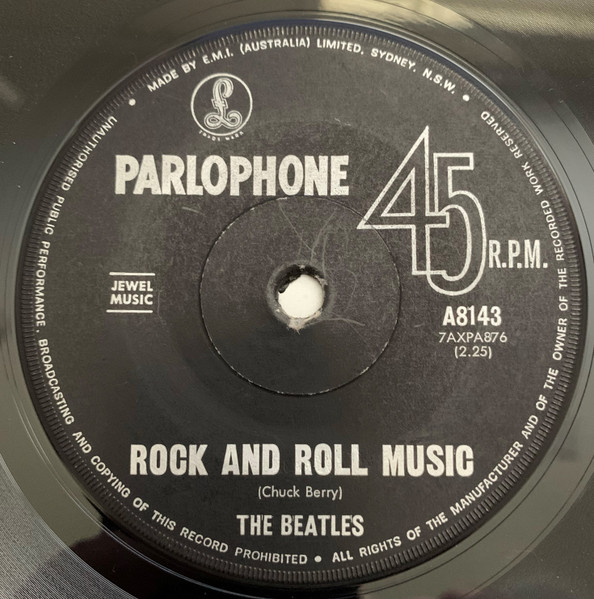 • MADE BY E.M.I. (AUSTRALIA) LIMITED, SYDNEY, N.S.W. •
UNAUTHORISED PUBLIC PERFORMANCE, BROADCASTING AND COPYING OF THIS RECORD PROHIBITED • ALL RIGHTS OF THE MANUFACTURER AND OF THE OWNER OF THE RECORDED WORK RESERVED
£
TRADE MARK
PARLOPHONE
45 R.P.M.
JEWEL
MUSIC
A8143
7AXPA876
(2.25)
ROCK AND ROLL MUSIC
(Chuck Berry)
THE BEATLES